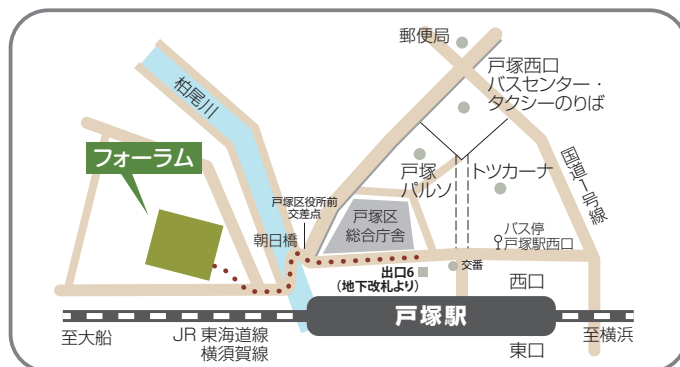 郵便局
戸塚西口
バスセンター・
タクシーのりば
柏尾川
フォーラム
戸塚
パルソ
トツカーナ
国道1号線
戸塚区役所前
交差点
戸塚区
総合庁舎
朝日橋
バス停
戸塚駅西口
出口6
(地下改札より)
交番
西口
戸塚駅
至大船
JR 東海道線
横須賀線
東口
至横浜